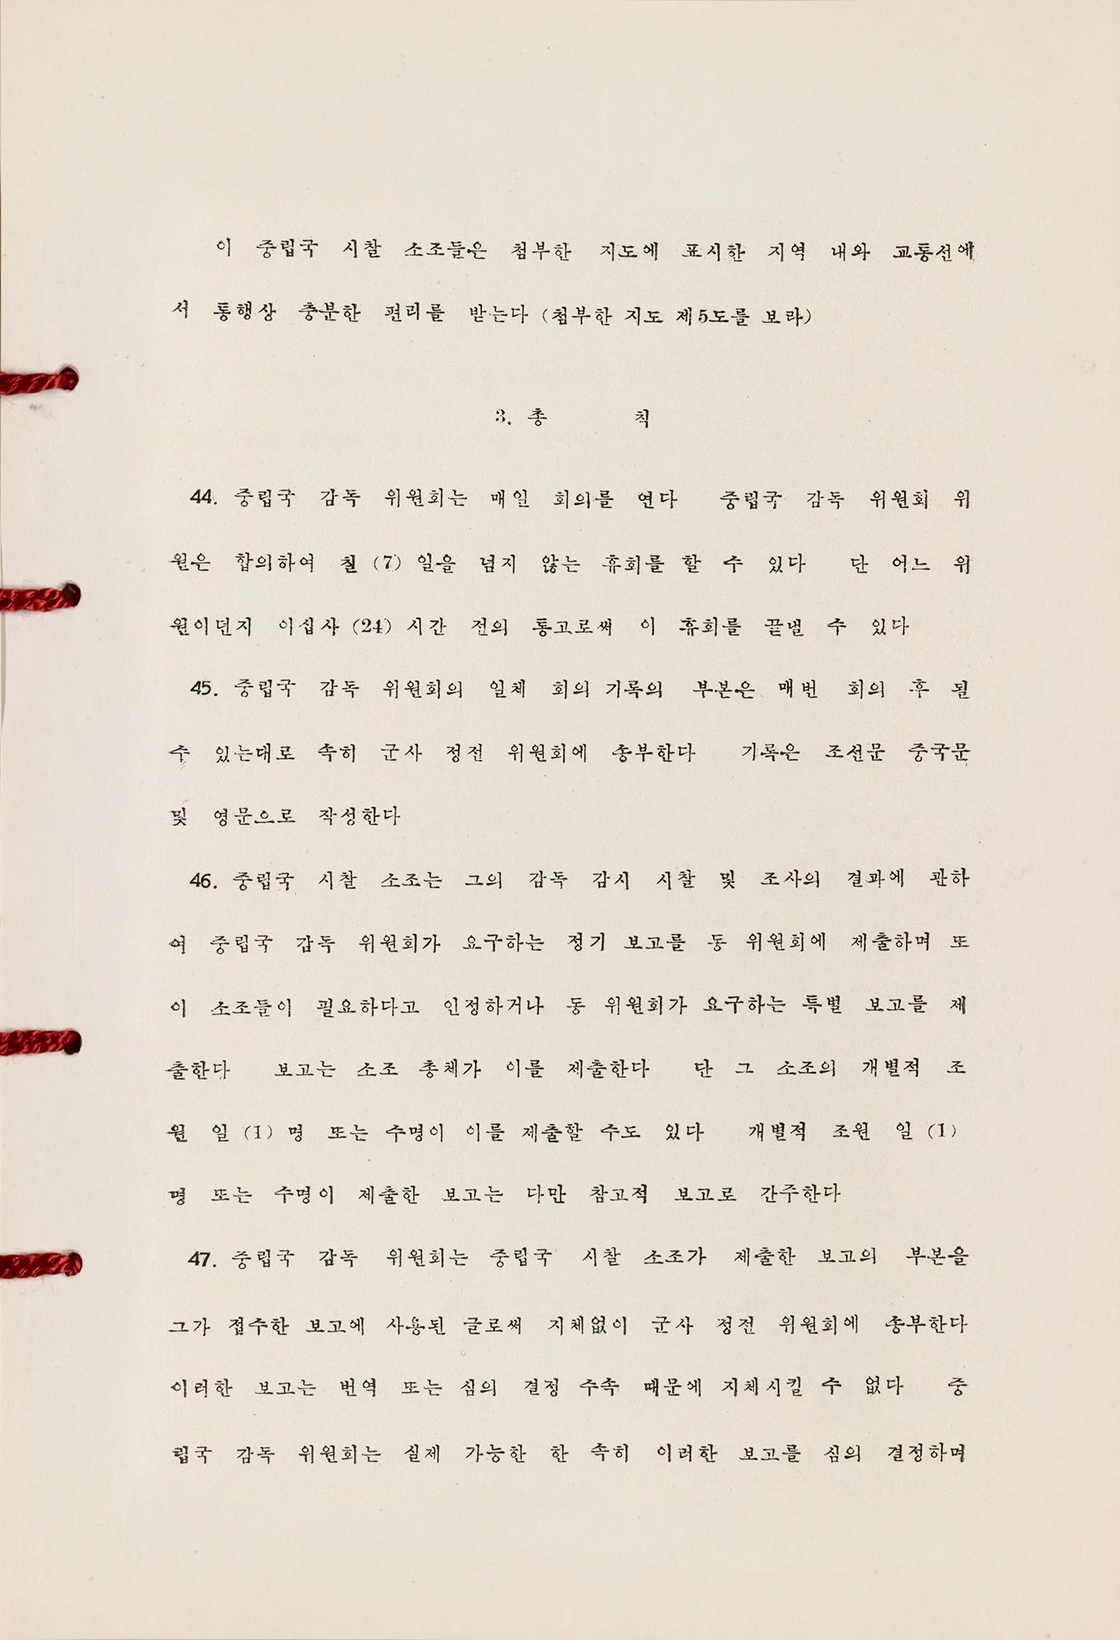 이 중립국 시찰 소조들은 첨부한 지도에 표시한 지역 내와 교통선에
서 통행상 충분한 편리를 받는다 (첨부한 지도 제5도를 보라)
3. 총 칙
44. 중립국 감독 위원회는 매일 회의를 연다 중립국 감독 위원회 위
원은 합의하여 칠 (7) 일을 넘지 않는 휴회를 할 수 있다 단 어느 위
원이던지 이십사 (24) 시간 전의 통고로써 이 휴회를 끝낼 수 있다
45. 중립국 감독 위원회의 일체 회의 기록의 부본은 매번 회의 후 될
수 있는대로 속히 군사 정전 위원회에 송부한다 기록은 조선문 중국문
및 영문으로 작성한다
46. 중립국 시찰 소조는 그의 감독 감시 시찰 및 조사의 결과에 관하
여 중립국 감독 위원회가 요구하는 정기 보고를 동 위원회에 제출하며 또
이 소조들이 필요하다고 인정하거나 동 위원회가 요구하는 특별 보고를 제
출한다 보고는 소조 총체가 이를 제출한다 단 그 소조의 개별적 조
원 일 (1) 명 또는 수명이 이를 제출할 수도 있다 개별적 조원 일 (1)
명 또는 수명이 제출한 보고는 다만 참고적 보고로 간주한다
47. 중립국 감독 위원회는 중립국 시찰 소조가 제출한 보고의 부본을
그가 접수한 보고에 사용된 글로써 지체없이 군사 정전 위원회에 송부한다
이러한 보고는 번역 또는 심의 결정 수속 때문에 지체시킬 수 없다 중
립국 감독 위원회는 실제 가능한 한 속히 이러한 보고를 심의 결정하며